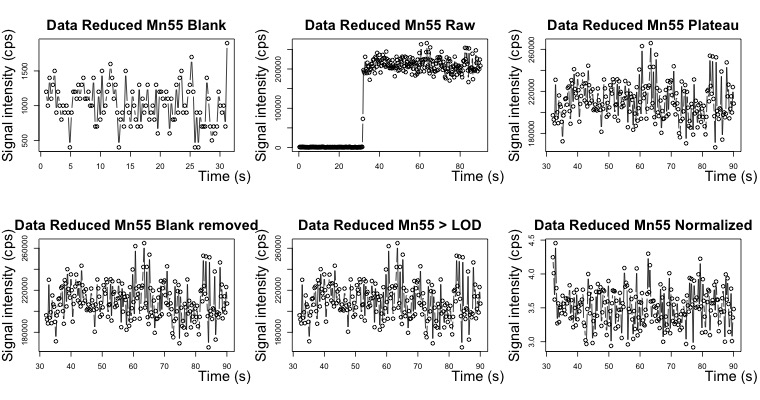 Data Reduced Mn55 Blank
Signal intensity (cps)
500 1000 1500
0 5 10 15 20 25 30
Time (s)
Data Reduced Mn55 Raw
Signal intensity (cps)
0 100000 200000
0 20 40 60 80
Time (s)
Data Reduced Mn55 Plateau
Signal intensity (cps)
180000 220000 260000
30 40 50 60 70 80 90
Time (s)
Data Reduced Mn55 Blank removed
Signal intensity (cps)
180000 220000 260000
30 40 50 60 70 80 90
Time (s)
Data Reduced Mn55 > LOD
Signal intensity (cps)
180000 220000 260000
30 40 50 60 70 80 90
Time (s)
Data Reduced Mn55 Normalized
Signal intensity (cps)
3.0 3.5 4.0 4.5
30 40 50 60 70 80 90
Time (s)